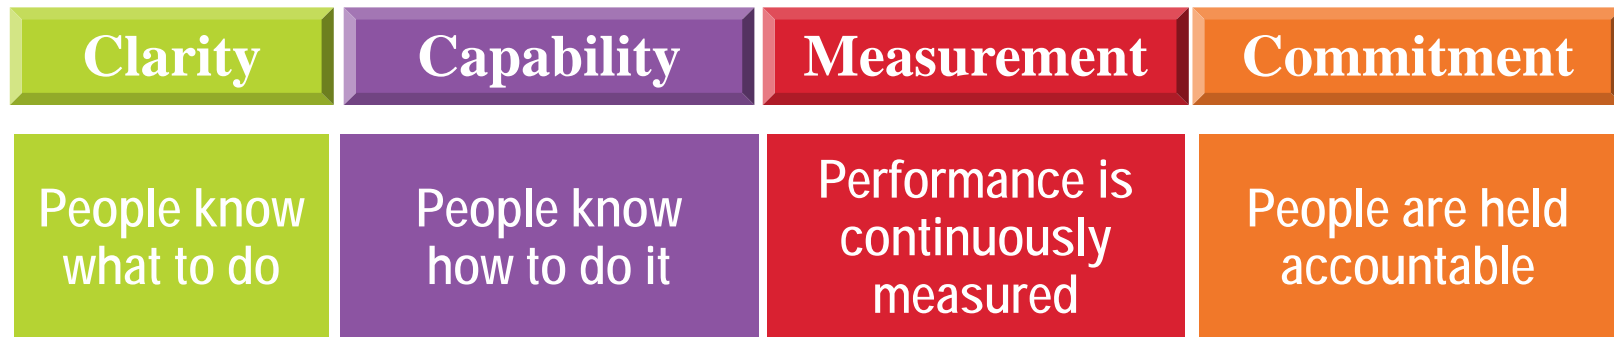 Clarity
Capability
Measurement
Commitment
People know
what to do
People know
how to do it
Performance is
continuously
measured
People are held
accountable